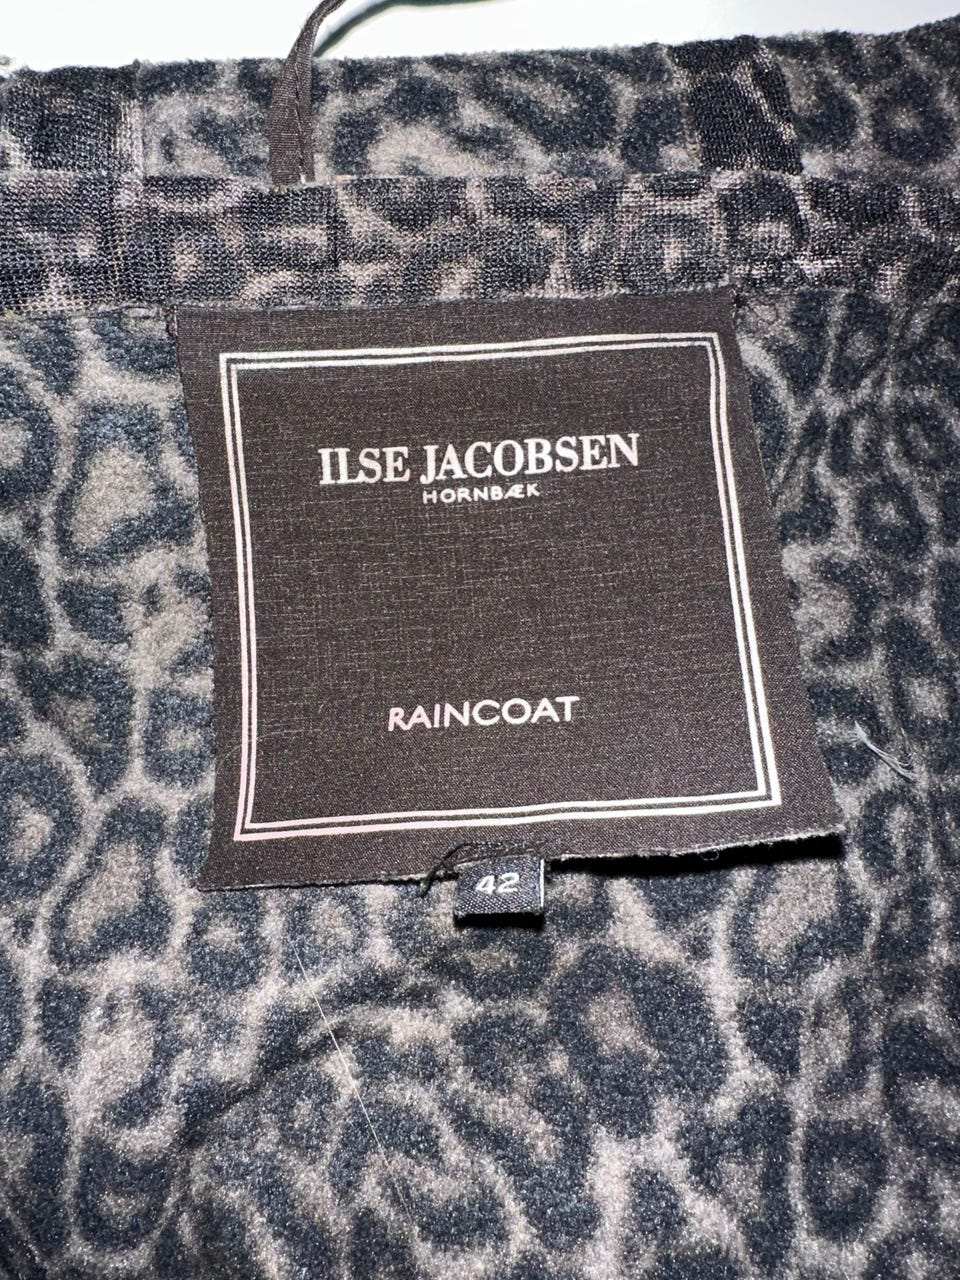 ILSE JACOBSEN
HORNBÆK
RAINCOAT
42